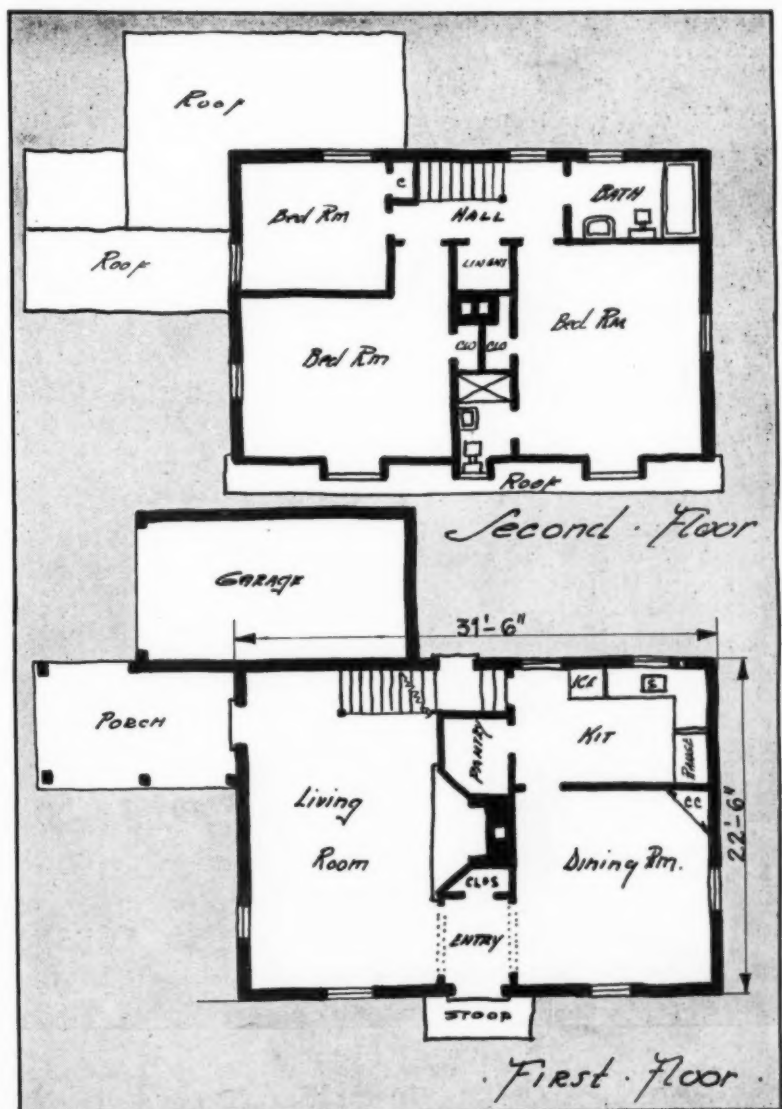 Roof
Roof
Bed Rm
C
HALL
BATH
LINENS
Bed Rm
CLO CLO
Bed Rm
Roof
Second · Floor
GARAGE
31'-6"
PORCH
ICE
S
KIT
PANTRY
RANGE
Living
Room
CC
22'-6"
Dining Rm.
CLOS
ENTRY
STOOP
· First · Floor